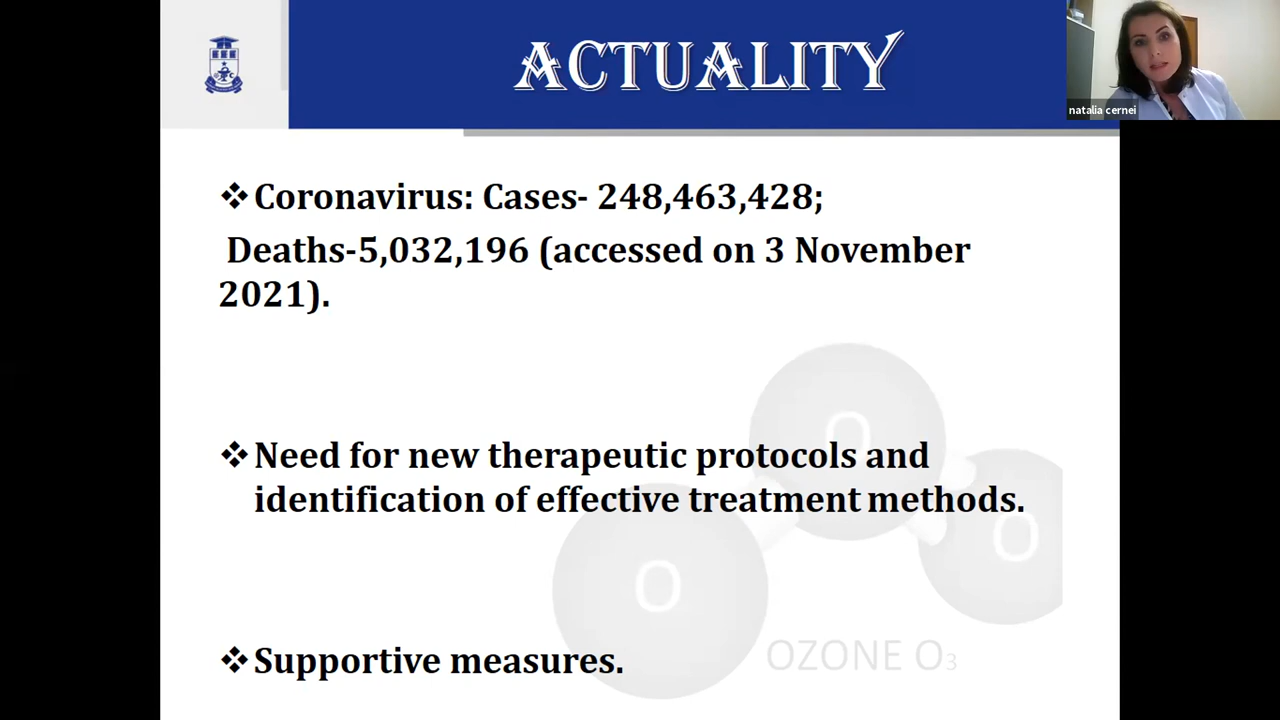 ACTUALITY
natalia cernei
❖Coronavirus: Cases- 248,463,428;
Deaths-5,032,196 (accessed on 3 November
2021).
❖Need for new therapeutic protocols and
identification of effective treatment methods.
❖Supportive measures.
O
O
O
OZONE O3